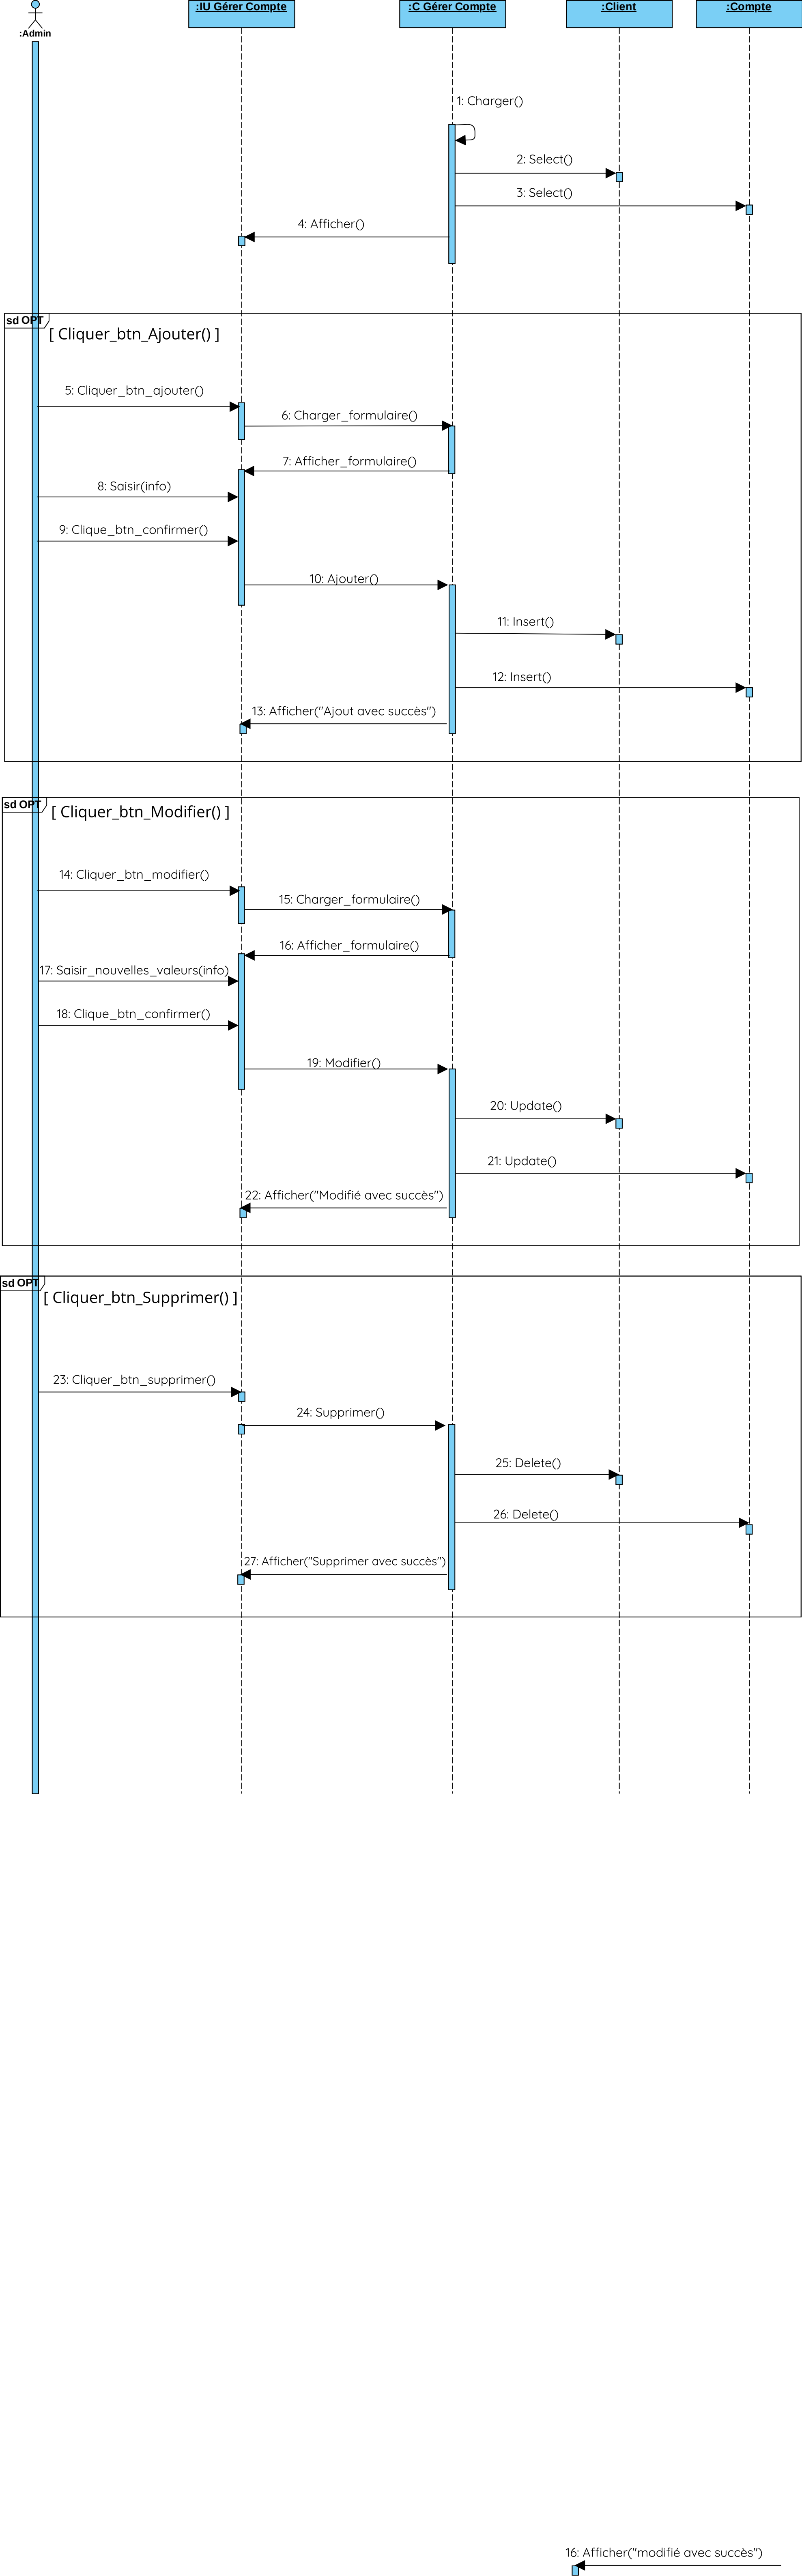 :Admin
:IU Gérer Compte
:C Gérer Compte
:Client
:Compte
1: Charger()
2: Select()
3: Select()
4: Afficher()
sd OPT
[ Cliquer_btn_Ajouter() ]
5: Cliquer_btn_ajouter()
6: Charger_formulaire()
7: Afficher_formulaire()
8: Saisir(info)
9: Clique_btn_confirmer()
10: Ajouter()
11: Insert()
12: Insert()
13: Afficher("Ajout avec succès")
sd OPT
[ Cliquer_btn_Modifier() ]
14: Cliquer_btn_modifier()
15: Charger_formulaire()
16: Afficher_formulaire()
17: Saisir_nouvelles_valeurs(info)
18: Clique_btn_confirmer()
19: Modifier()
20: Update()
21: Update()
22: Afficher("Modifié avec succès")
sd OPT
[ Cliquer_btn_Supprimer() ]
23: Cliquer_btn_supprimer()
24: Supprimer()
25: Delete()
26: Delete()
27: Afficher("Supprimer avec succès")
16: Afficher("modifié avec succès")